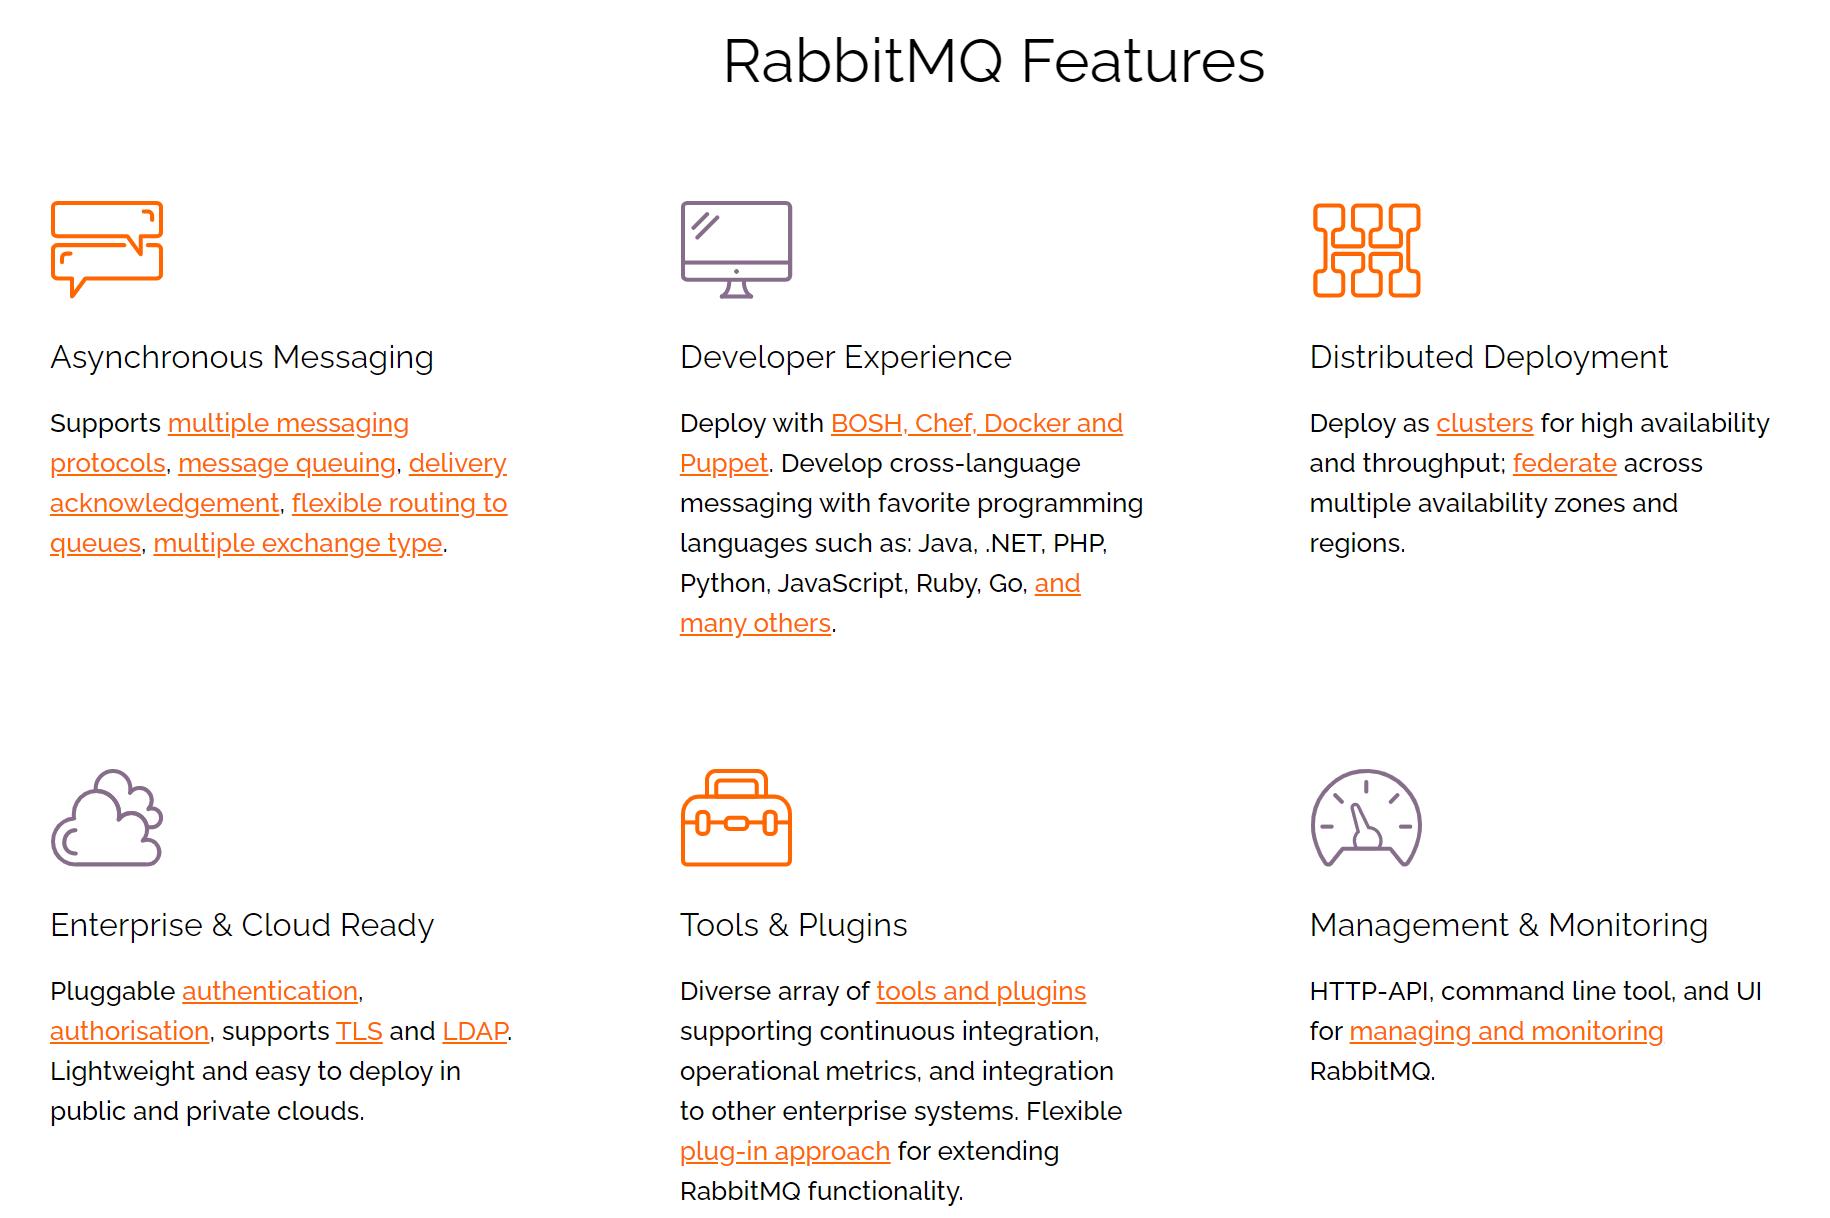 RabbitMQ Features
Asynchronous Messaging
Supports multiple messaging
protocols, message queuing, delivery
acknowledgement, flexible routing to
queues, multiple exchange type.
Developer Experience
Deploy with BOSH, Chef, Docker and
Puppet. Develop cross-language
messaging with favorite programming
languages such as: Java, .NET, PHP,
Python, JavaScript, Ruby, Go, and
many others.
Distributed Deployment
Deploy as clusters for high availability
and throughput; federate across
multiple availability zones and
regions.
Enterprise & Cloud Ready
Pluggable authentication,
authorisation, supports TLS and LDAP.
Lightweight and easy to deploy in
public and private clouds.
Tools & Plugins
Diverse array of tools and plugins
supporting continuous integration,
operational metrics, and integration
to other enterprise systems. Flexible
plug-in approach for extending
RabbitMQ functionality.
Management & Monitoring
HTTP-API, command line tool, and UI
for managing and monitoring
RabbitMQ.